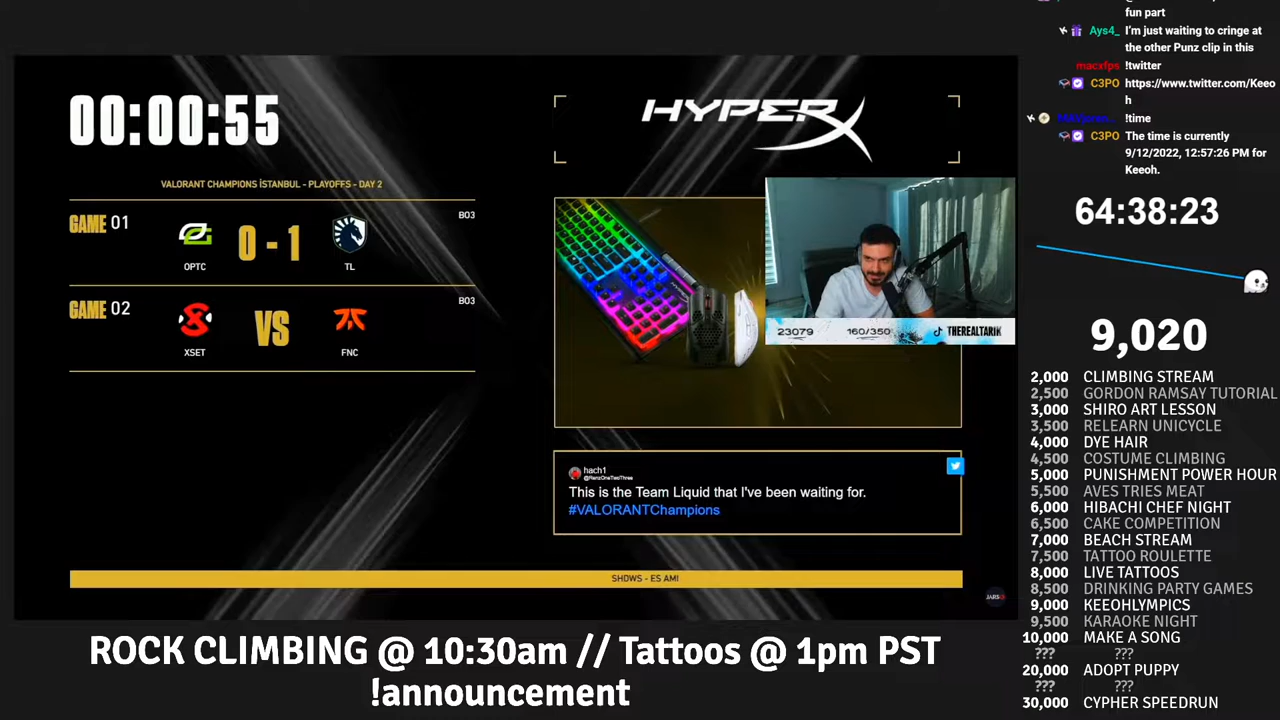 00:00:55
VALORANT CHAMPIONS İSTANBUL - PLAYOFFS - DAY 2
GAME 01
BO3
0 - 1
OPTC
TL
GAME 02
BO3
VS
XSET
FNC
HYPERX
23079
160/350
THEREALTARIK
hach1
@RenzOneTwoThree
This is the Team Liquid that I've been waiting for.
#VALORANTChampions
SHDWS - ES AMI
ROCK CLIMBING @ 10:30am // Tattoos @ 1pm PST
!announcement
fun part
Ays4_ I'm just waiting to cringe at
the other Punz clip in this
macxfps !twitter
C3PO https://www.twitter.com/Keeo
h
!time
C3PO The time is currently
9/12/2022, 12:57:26 PM for
Keeoh.
64:38:23
9,020
2,000 CLIMBING STREAM
2,500 GORDON RAMSAY TUTORIAL
3,000 SHIRO ART LESSON
3,500 RELEARN UNICYCLE
4,000 DYE HAIR
4,500 COSTUME CLIMBING
5,000 PUNISHMENT POWER HOUR
5,500 AVES TRIES MEAT
6,000 HIBACHI CHEF NIGHT
6,500 CAKE COMPETITION
7,000 BEACH STREAM
7,500 TATTOO ROULETTE
8,000 LIVE TATTOOS
8,500 DRINKING PARTY GAMES
9,000 KEEOHLYMPICS
9,500 KARAOKE NIGHT
10,000 MAKE A SONG
??? ???
20,000 ADOPT PUPPY
??? ???
30,000 CYPHER SPEEDRUN